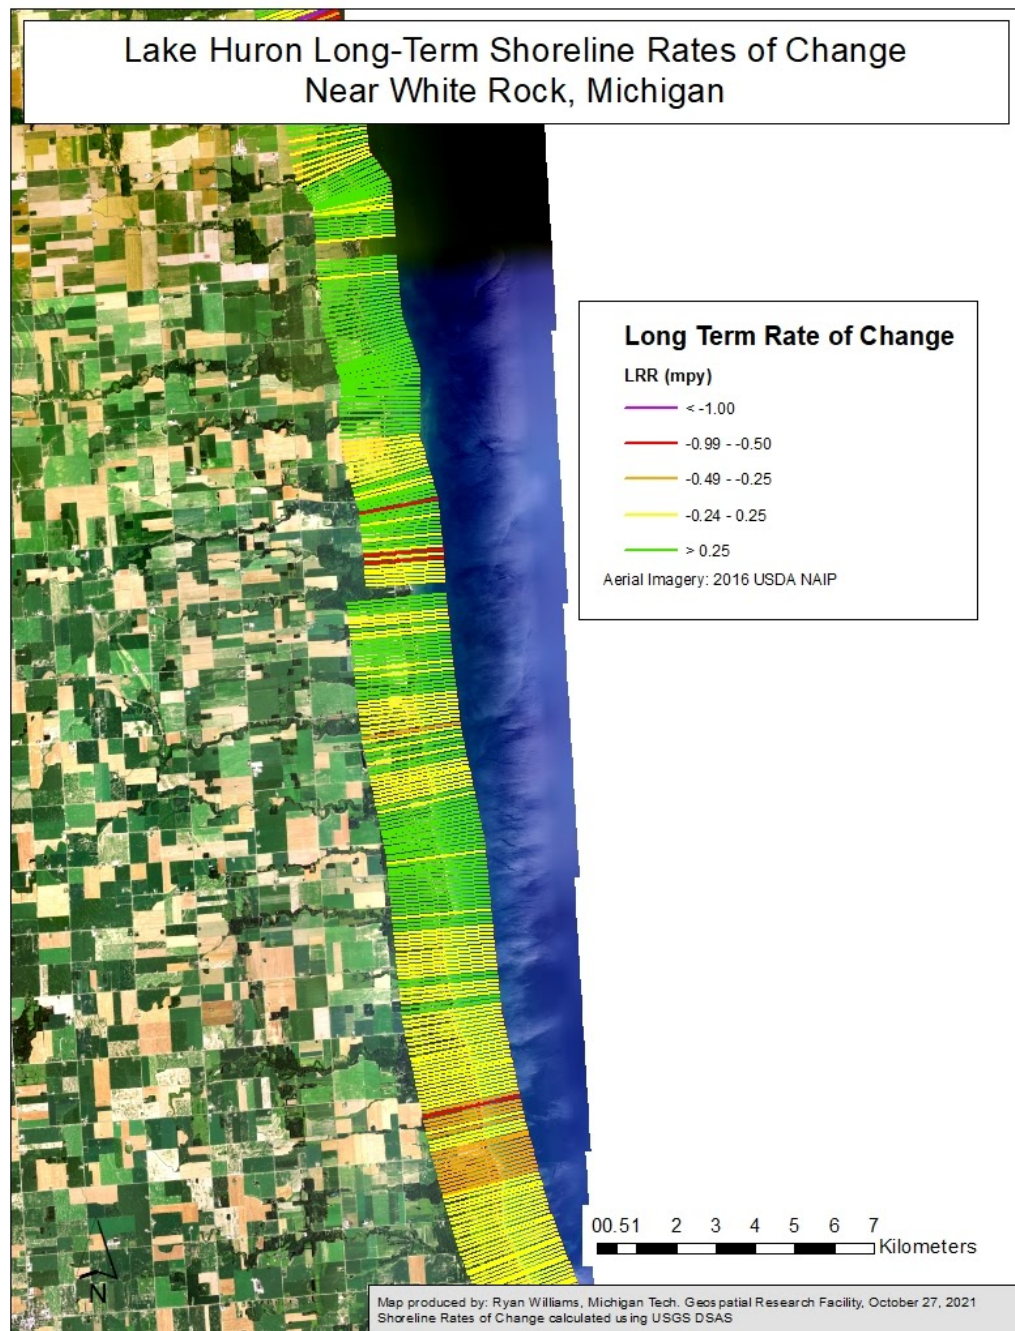 Lake Huron Long-Term Shoreline Rates of Change
Near White Rock, Michigan
Long Term Rate of Change
LRR (mpy)
< -1.00
-0.99 - -0.50
-0.49 - -0.25
-0.24 - 0.25
> 0.25
Aerial Imagery: 2016 USDA NAIP
00.51 2 3 4 5 6 7
Kilometers
N
Map produced by: Ryan Williams, Michigan Tech. Geospatial Research Facility, October 27, 2021
Shoreline Rates of Change calculated using USGS DSAS